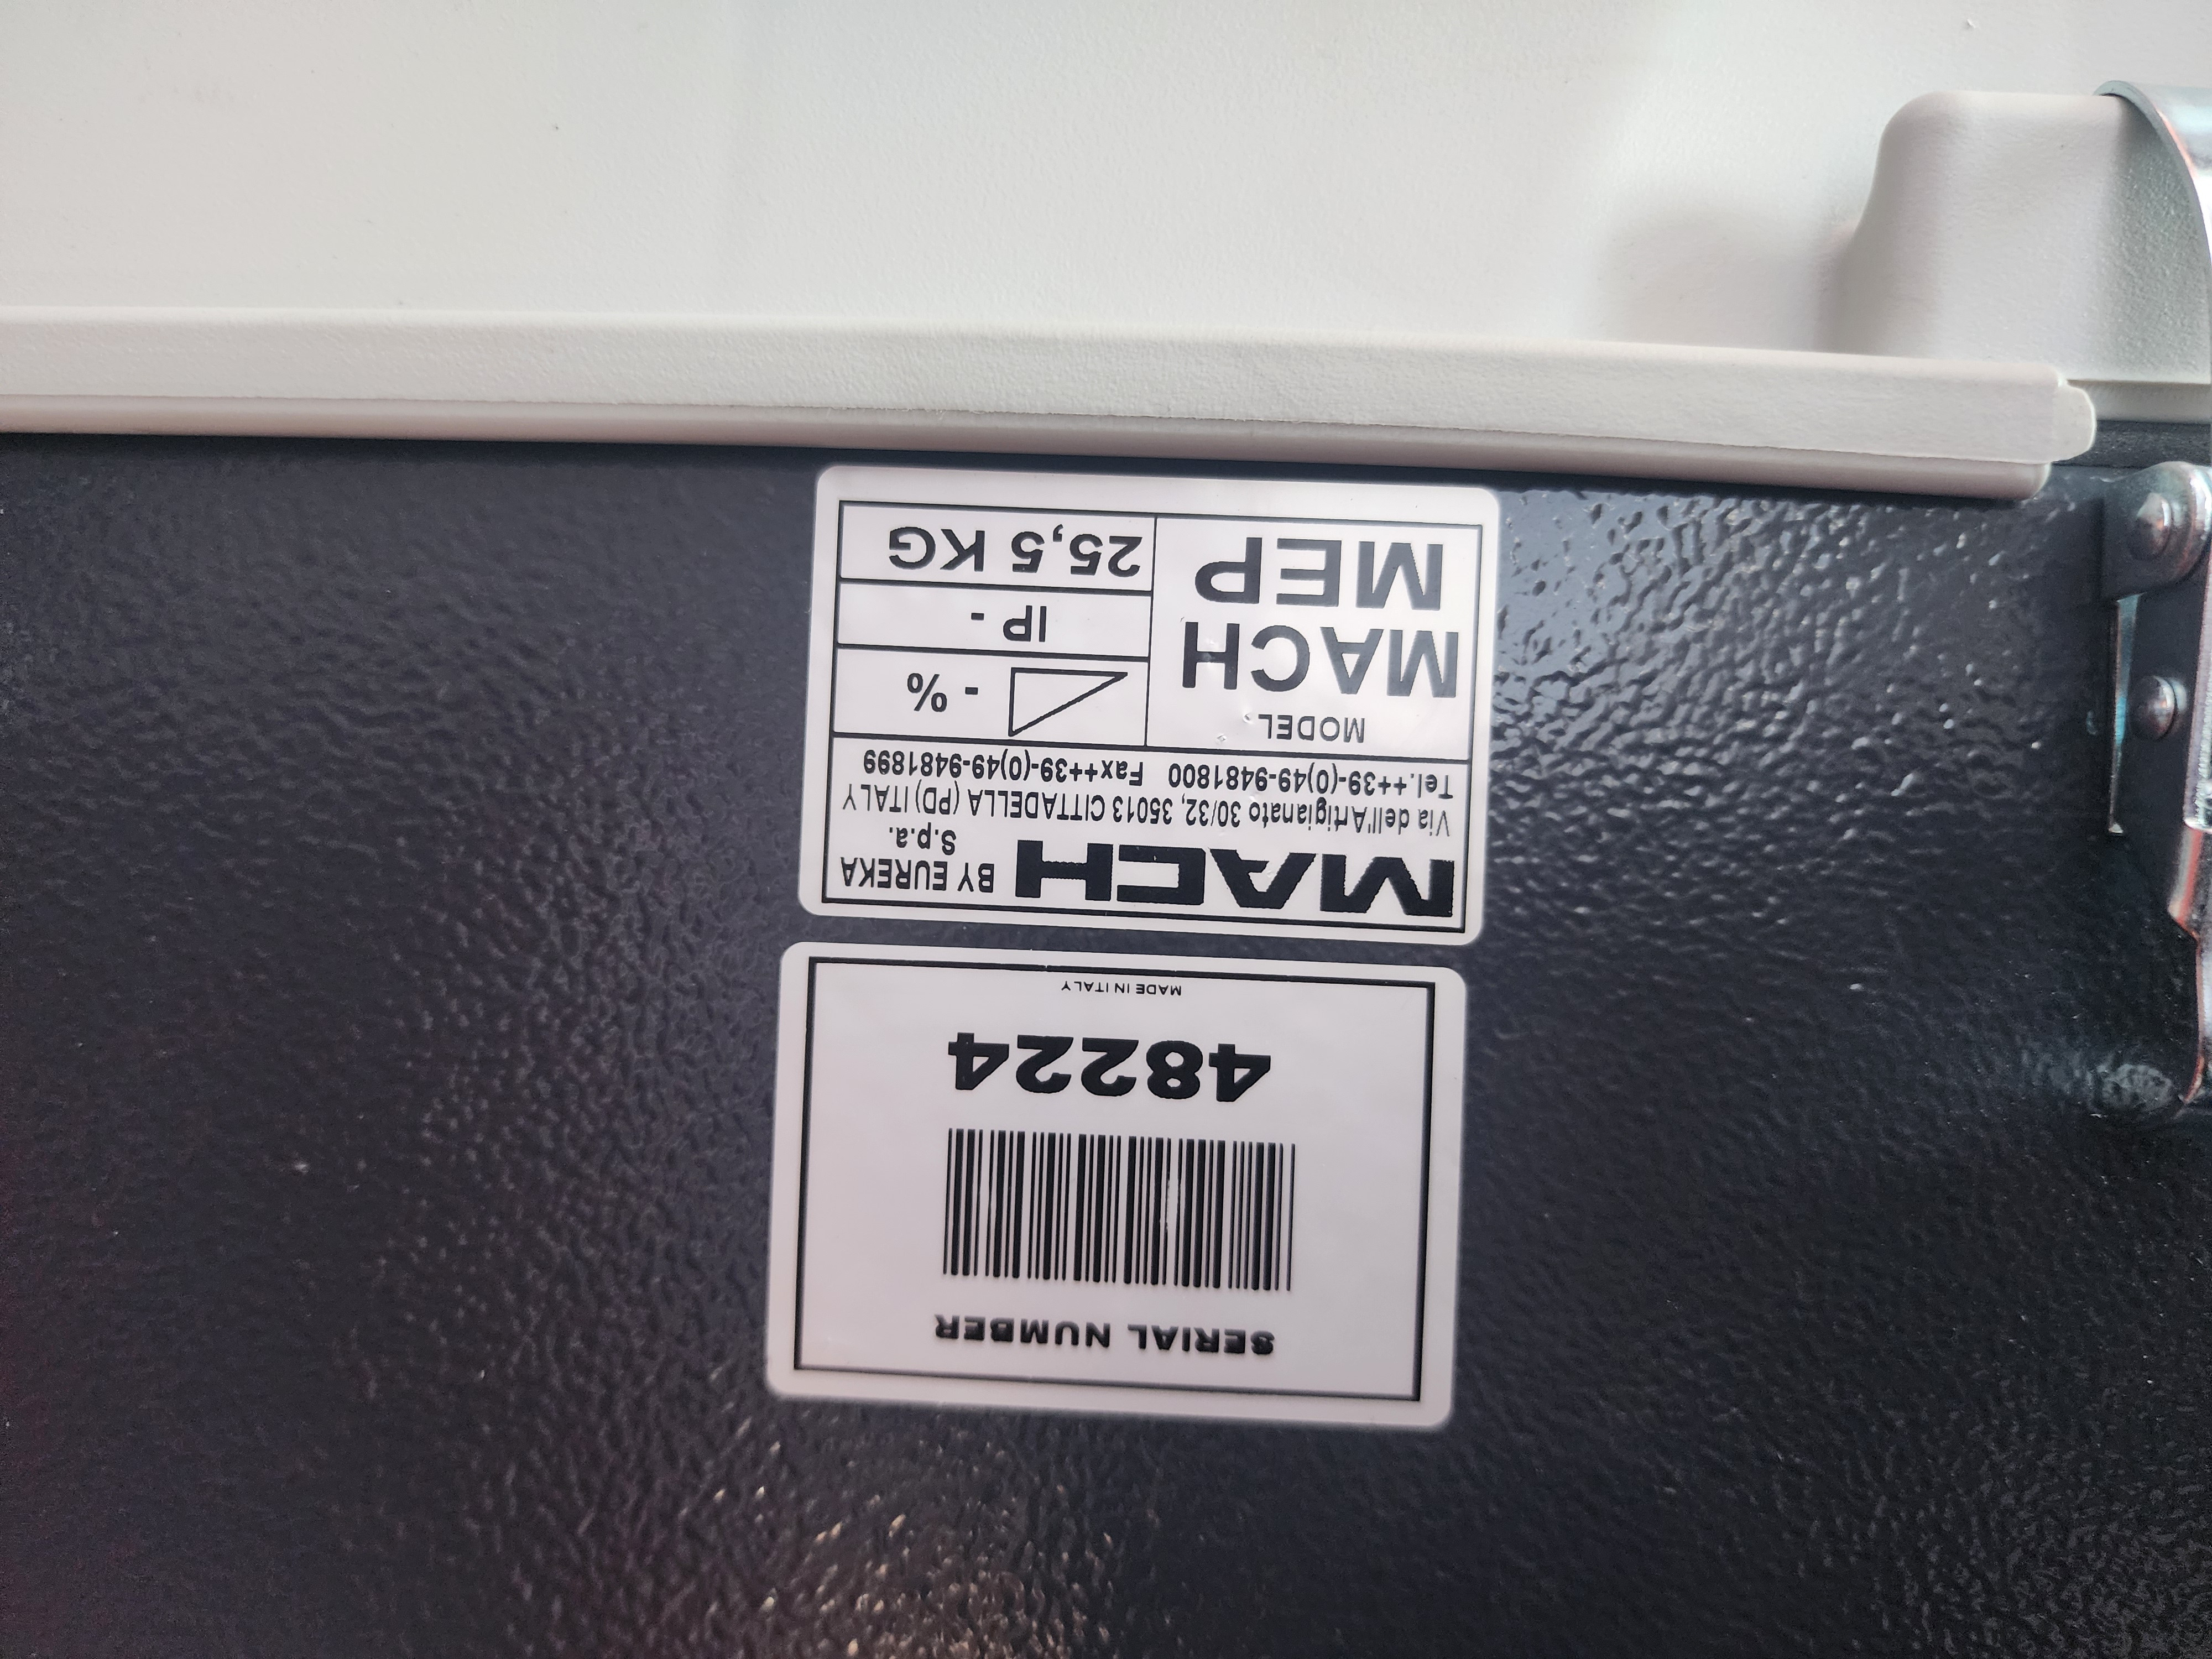 SERIAL NUMBER
48224
MADE IN ITALY
MACH BY EUREKA
S.p.a.
Via dell'Artigianato 30/32, 35013 CITTADELLA (PD) ITALY
Tel.++39-(0)49-9481800 Fax++39-(0)49-9481899
MODEL
MACH
MEP
- %
IP -
25,5 KG